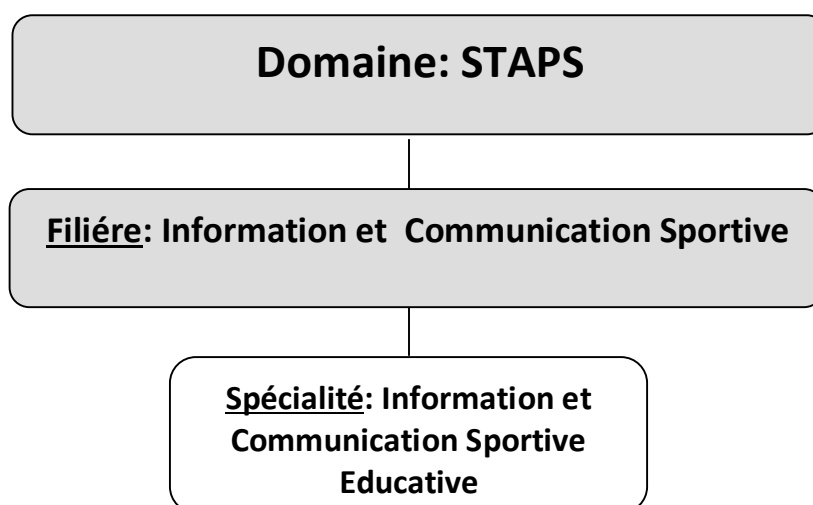 Domaine: STAPS
Filiére: Information et Communication Sportive
Spécialité: Information et
Communication Sportive
Educative